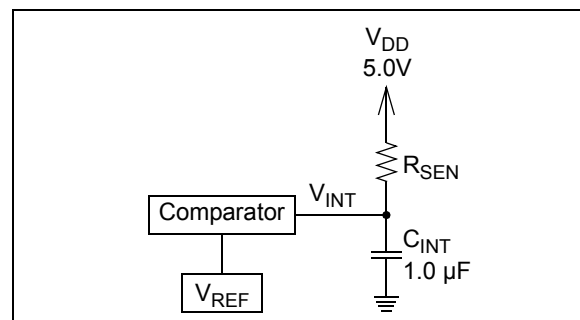 VDD
5.0V
RSEN
VINT
Comparator
CINT
1.0 µF
VREF